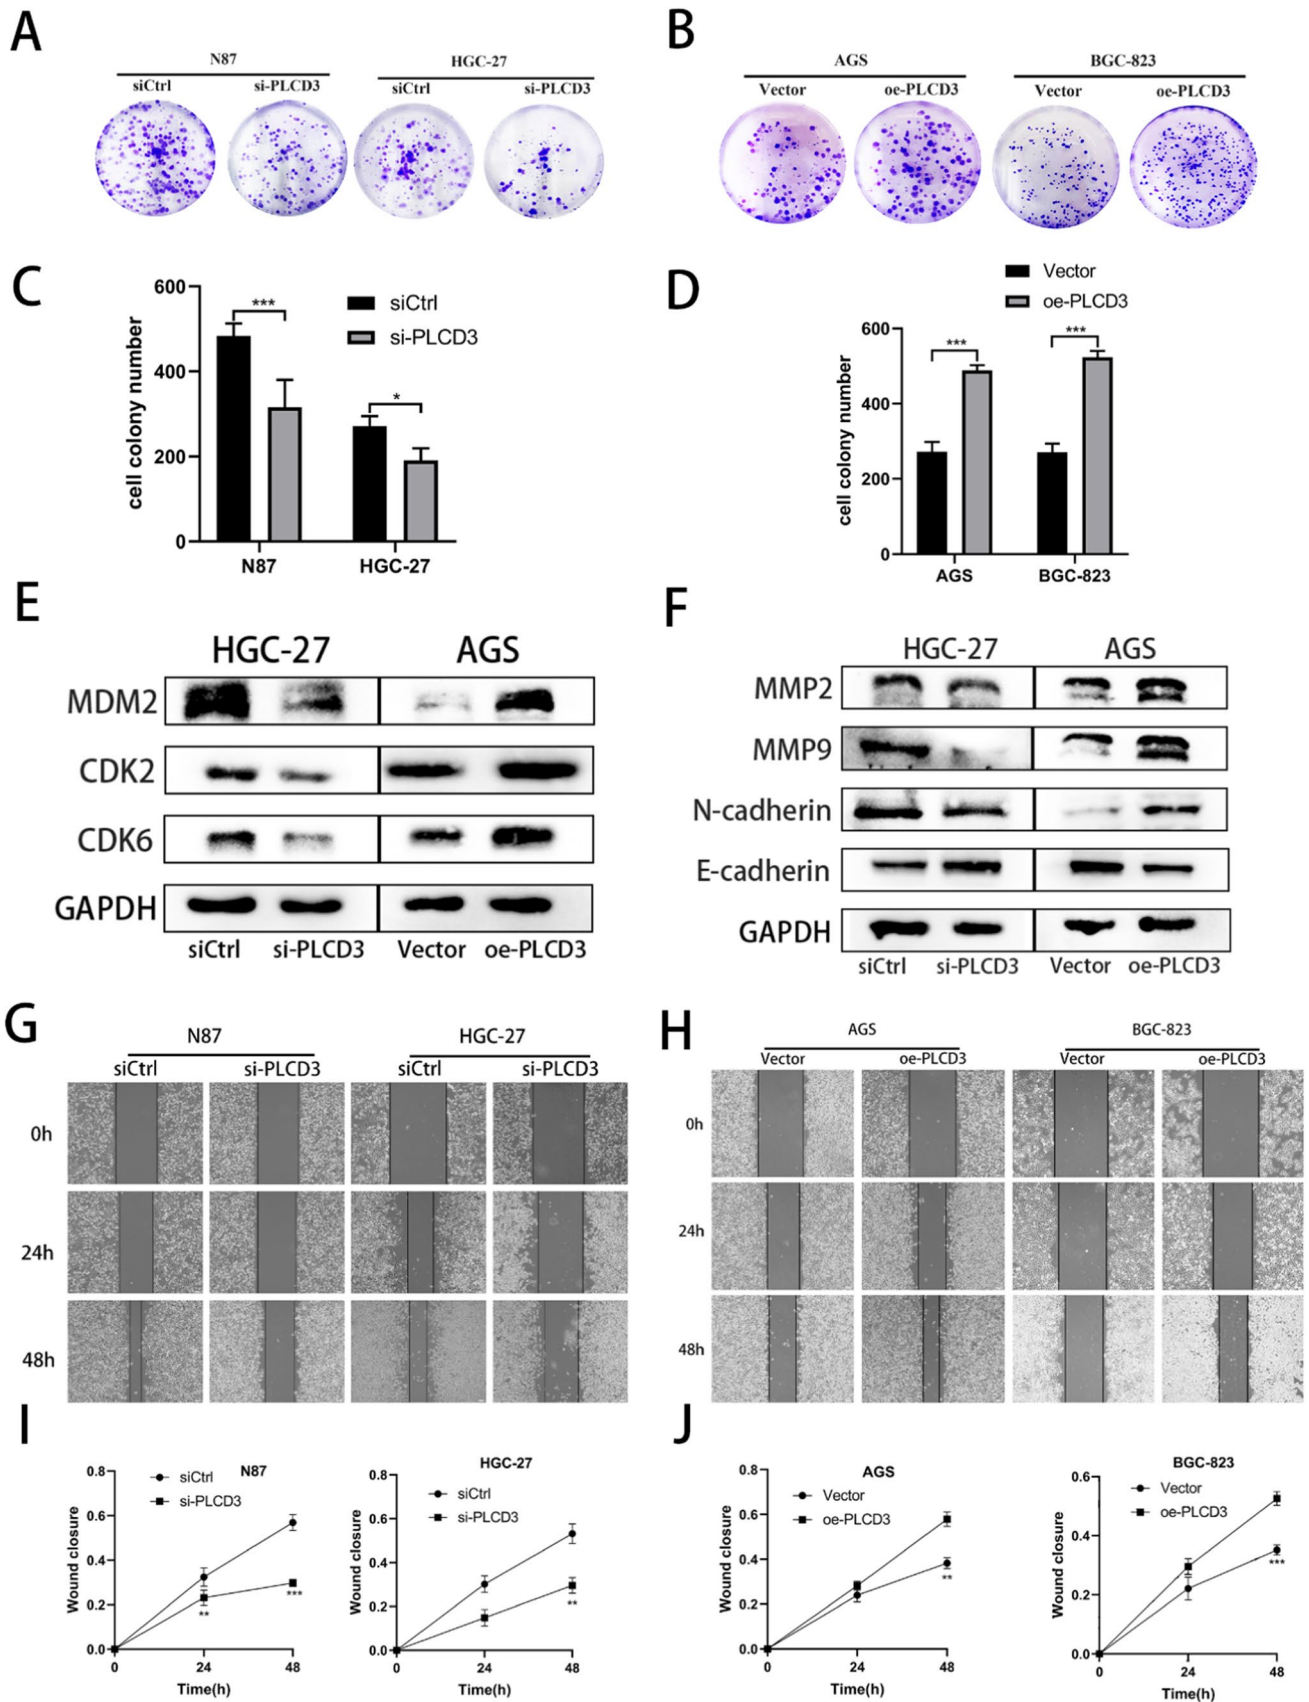 A
N87
HGC-27
siCtrl si-PLCD3 siCtrl si-PLCD3
B
AGS
BGC-823
Vector oe-PLCD3 Vector oe-PLCD3
C
cell colony number
600
400
200
0
***
*
siCtrl
si-PLCD3
N87 HGC-27
D
Vector
oe-PLCD3
cell colony number
600
400
200
0
***
***
AGS BGC-823
E
HGC-27 AGS
MDM2
CDK2
CDK6
GAPDH
siCtrl si-PLCD3 Vector oe-PLCD3
F
HGC-27 AGS
MMP2
MMP9
N-cadherin
E-cadherin
GAPDH
siCtrl si-PLCD3 Vector oe-PLCD3
G
N87 HGC-27
siCtrl si-PLCD3 siCtrl si-PLCD3
0h
24h
48h
H
AGS BGC-823
Vector oe-PLCD3 Vector oe-PLCD3
0h
24h
48h
I
N87
siCtrl
si-PLCD3
Wound closure
0.8
0.6
0.4
0.2
0.0
**
***
0 24 48
Time(h)
HGC-27
siCtrl
si-PLCD3
Wound closure
0.8
0.6
0.4
0.2
0.0
**
0 24 48
Time(h)
J
AGS
Vector
oe-PLCD3
Wound closure
0.8
0.6
0.4
0.2
0.0
**
0 24 48
Time(h)
BGC-823
Vector
oe-PLCD3
Wound closure
0.6
0.4
0.2
0.0
***
0 24 48
Time(h)